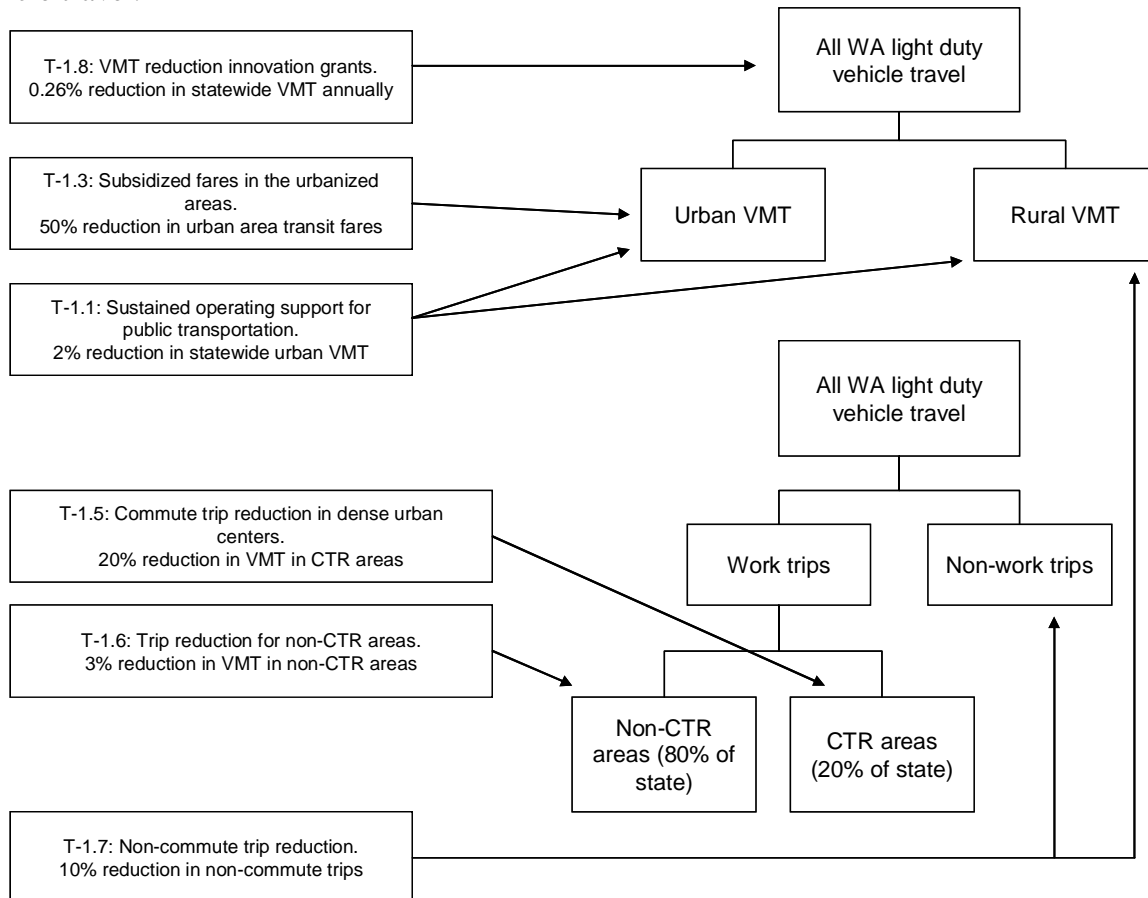 T-1.8: VMT reduction innovation grants.
0.26% reduction in statewide VMT annually
All WA light duty
vehicle travel
T-1.3: Subsidized fares in the urbanized
areas.
50% reduction in urban area transit fares
Urban VMT
Rural VMT
T-1.1: Sustained operating support for
public transportation.
2% reduction in statewide urban VMT
All WA light duty
vehicle travel
T-1.5: Commute trip reduction in dense urban
centers.
20% reduction in VMT in CTR areas
Work trips
Non-work trips
T-1.6: Trip reduction for non-CTR areas.
3% reduction in VMT in non-CTR areas
Non-CTR
areas (80% of
state)
CTR areas
(20% of state)
T-1.7: Non-commute trip reduction.
10% reduction in non-commute trips